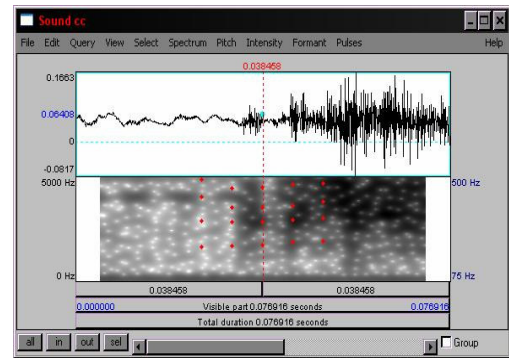 Sound cc
File Edit Query View Select Spectrum Pitch Intensity Formant Pulses Help
0.038458
0.1663
0.06408
0
-0.0817
5000 Hz 500 Hz
0 Hz 75 Hz
0.038458 0.038458
0.000000 Visible part 0.076916 seconds 0.076916
Total duration 0.076916 seconds
all in out sel Group